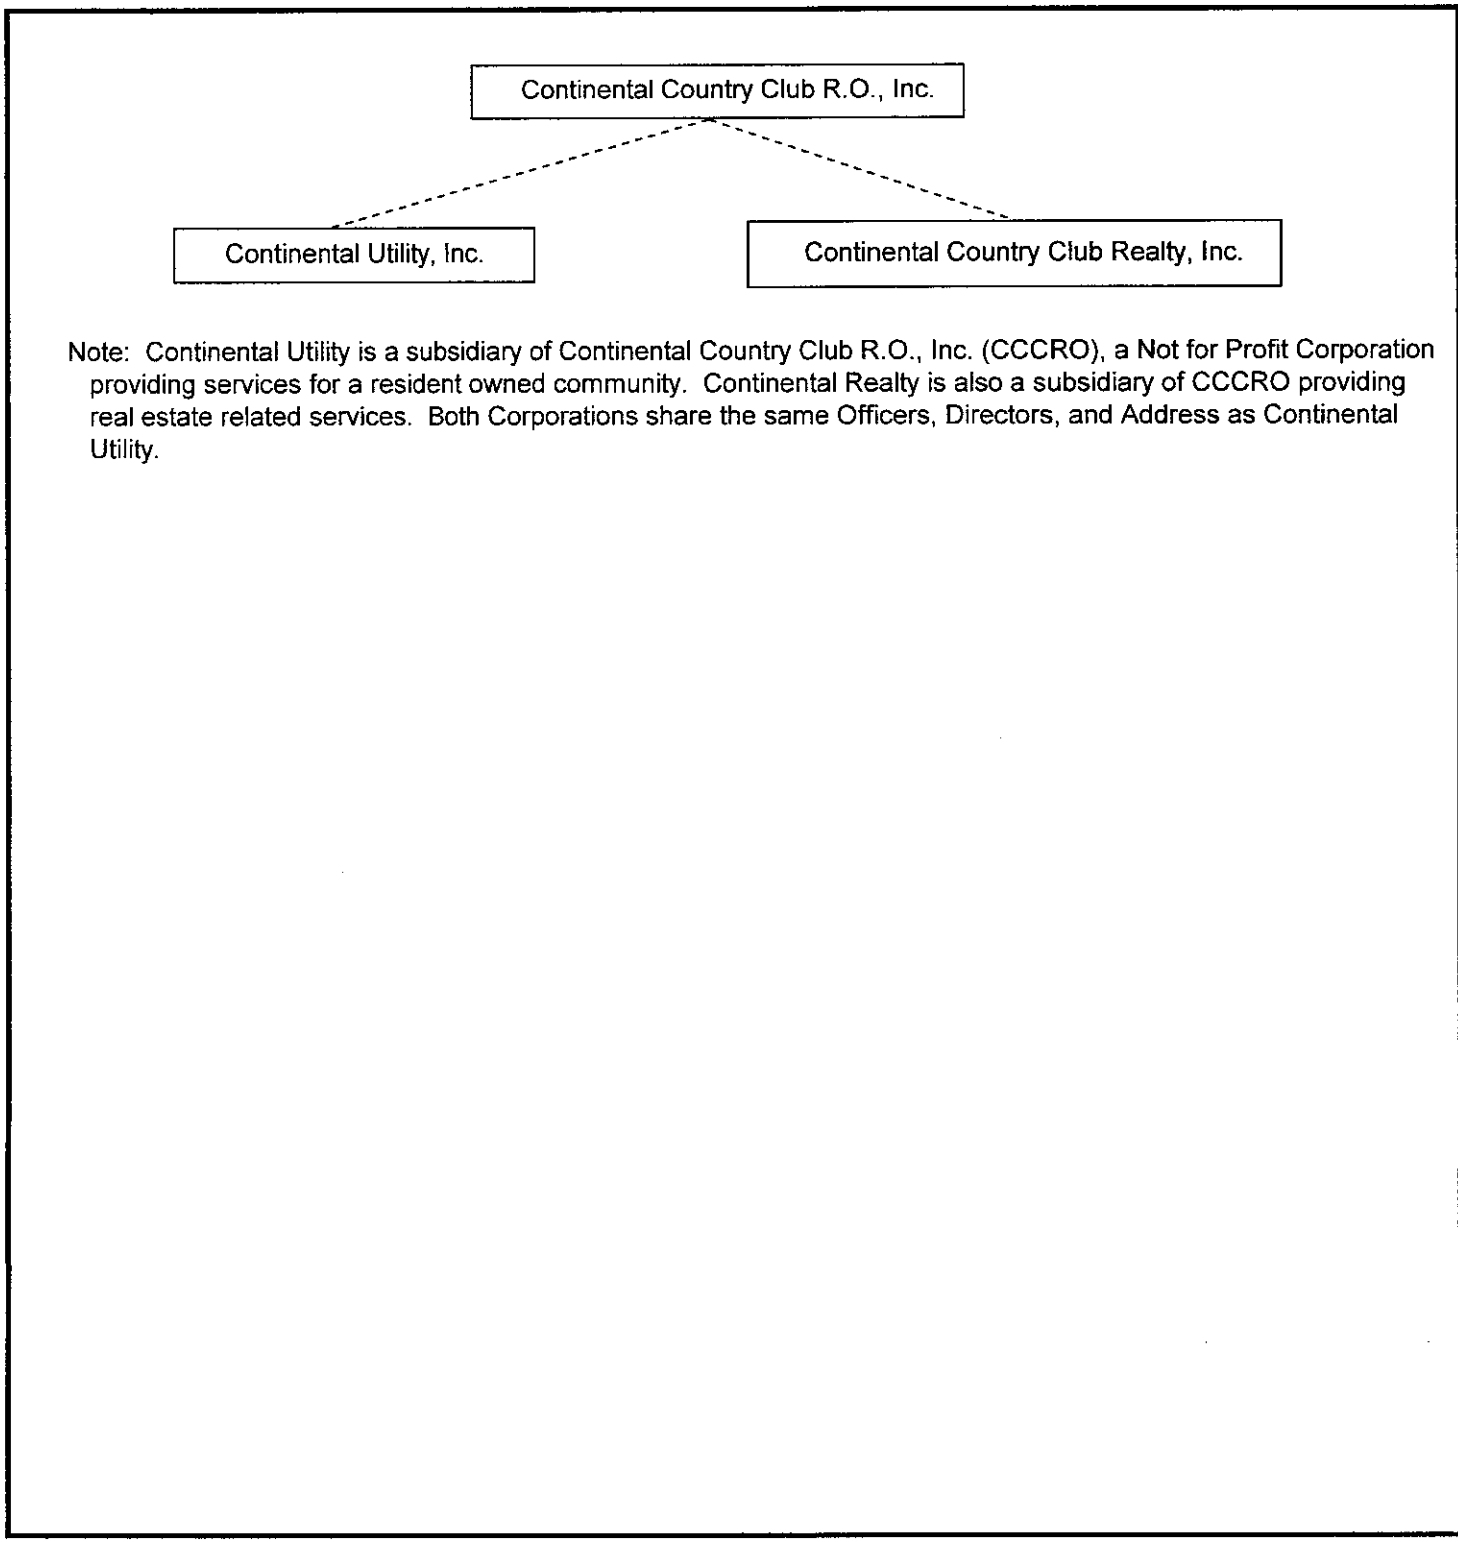 Continental Country Club R.O., Inc.
Continental Utility, Inc.
Continental Country Club Realty, Inc.
Note: Continental Utility is a subsidiary of Continental Country Club R.O., Inc. (CCCRO), a Not for Profit Corporation
providing services for a resident owned community. Continental Realty is also a subsidiary of CCCRO providing
real estate related services. Both Corporations share the same Officers, Directors, and Address as Continental
Utility.